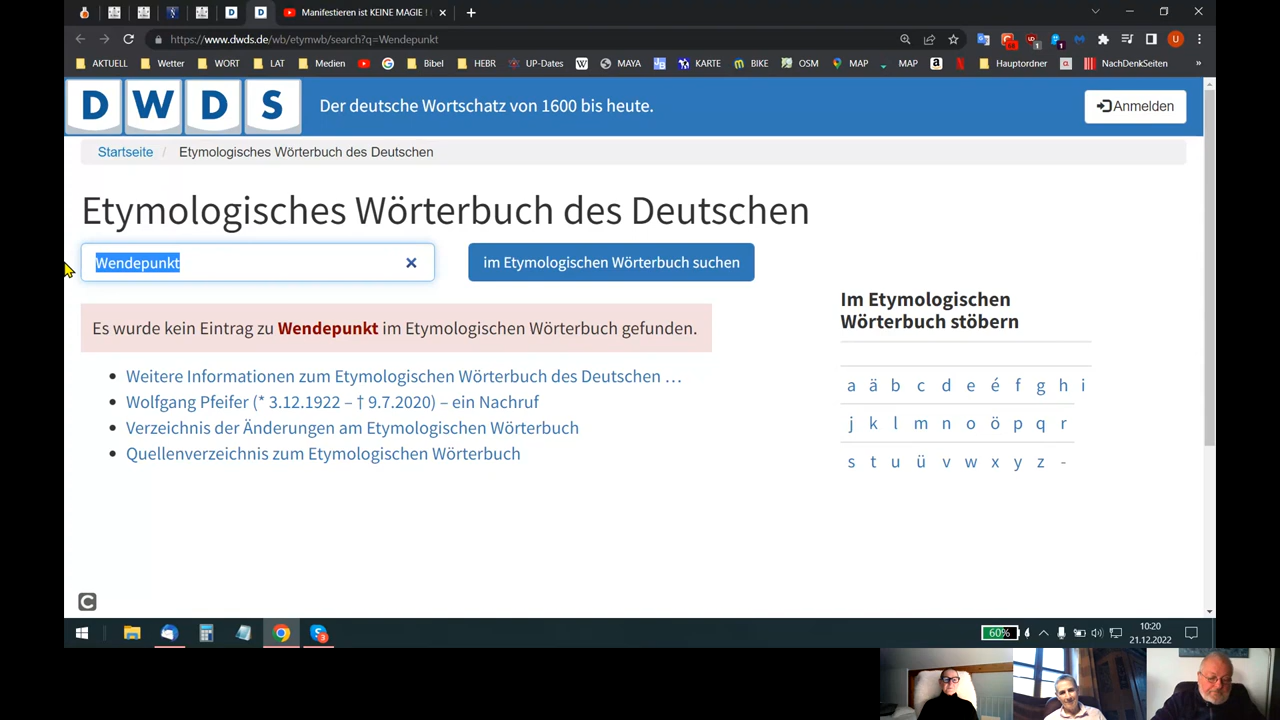 Manifestieren ist KEINE MAGIE ! (
https://www.dwds.de/wb/etymwb/search?q=Wendepunkt
AKTUELL Wetter WORT LAT Medien Bibel HEBR UP-Dates MAYA KARTE BIKE OSM MAP MAP Hauptordner NachDenkSeiten »
D W D S
Der deutsche Wortschatz von 1600 bis heute.
Anmelden
Startseite / Etymologisches Wörterbuch des Deutschen
Etymologisches Wörterbuch des Deutschen
Wendepunkt
im Etymologischen Wörterbuch suchen
Es wurde kein Eintrag zu Wendepunkt im Etymologischen Wörterbuch gefunden.
Weitere Informationen zum Etymologischen Wörterbuch des Deutschen …
Wolfgang Pfeifer (* 3.12.1922 – † 9.7.2020) – ein Nachruf
Verzeichnis der Änderungen am Etymologischen Wörterbuch
Quellenverzeichnis zum Etymologischen Wörterbuch
Im Etymologischen
Wörterbuch stöbern
a ä b c d e é f g h i
j k l m n o ö p q r
s t u ü v w x y z -
60%
10:20
21.12.2022